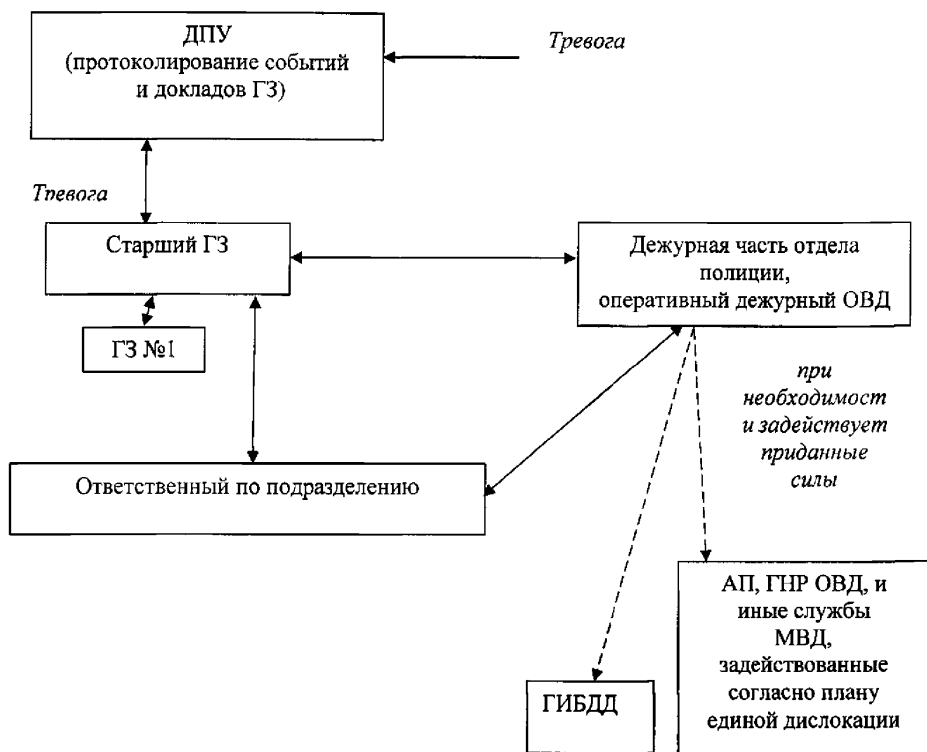 ДПУ
(протоколирование событий
и докладов ГЗ)
Тревога
Тревога
Старший ГЗ
Дежурная часть отдела
полиции,
оперативный дежурный ОВД
ГЗ №1
при
необходимост
и задействует
приданные
силы
Ответственный по подразделению
АП, ГНР ОВД, и
иные службы
МВД,
задействованные
согласно плану
единой дислокации
ГИБДД